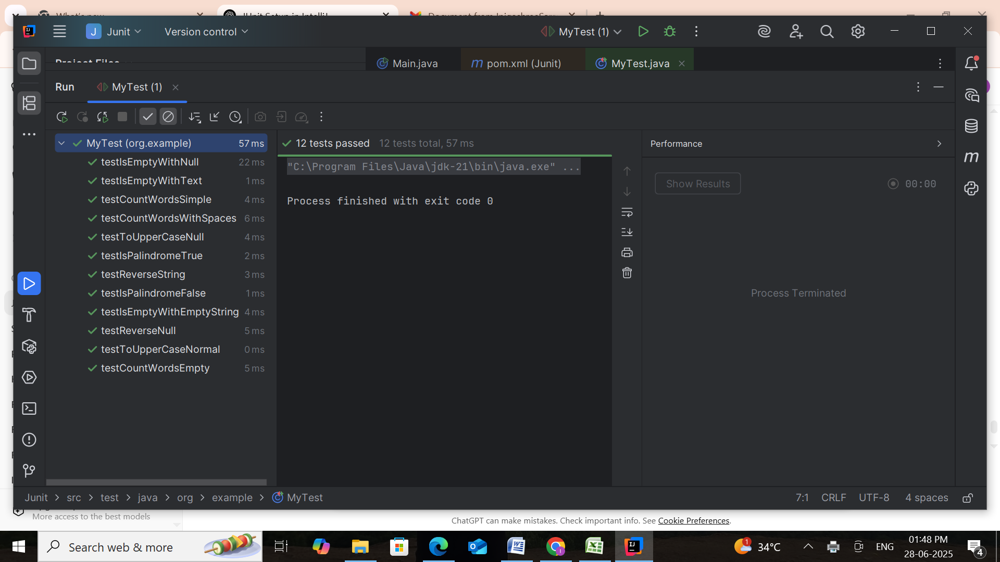 Junit
Version control
MyTest (1)
Main.java
pom.xml (Junit)
MyTest.java
Run
MyTest (1)
MyTest (org.example) 57 ms
testIsEmptyWithNull 22 ms
testIsEmptyWithText 1 ms
testCountWordsSimple 4 ms
testCountWordsWithSpaces 6 ms
testToUpperCaseNull 4 ms
testIsPalindromeTrue 2 ms
testReverseString 3 ms
testIsPalindromeFalse 1 ms
testIsEmptyWithEmptyString 4 ms
testReverseNull 5 ms
testToUpperCaseNormal 0 ms
testCountWordsEmpty 5 ms
12 tests passed 12 tests total, 57 ms
"C:\Program Files\Java\jdk-21\bin\java.exe" ...
Process finished with exit code 0
Performance
Show Results
00:00
Process Terminated
Junit > src > test > java > org > example > MyTest
7:1 CRLF UTF-8 4 spaces
More access to the best models
ChatGPT can make mistakes. Check important info. See Cookie Preferences.
Search web & more
1
34°C
ENG
01:48 PM
28-06-2025
4